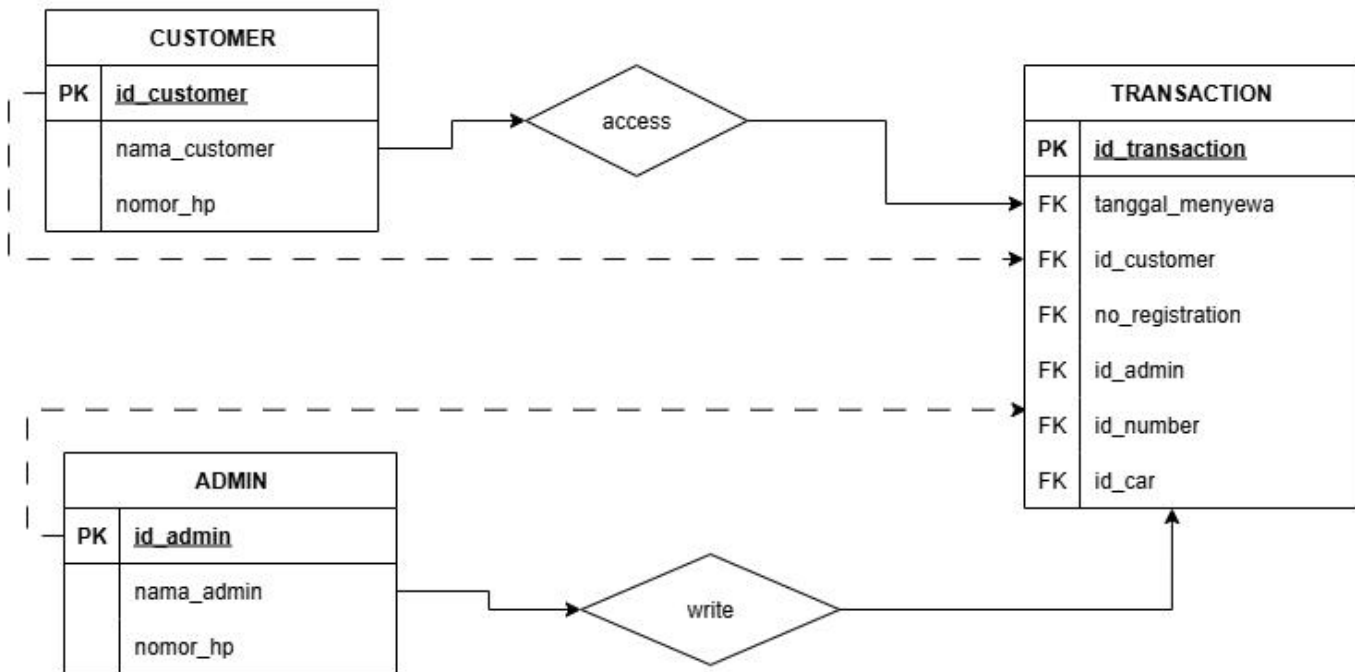 CUSTOMER
PK id_customer
nama_customer
nomor_hp
access
TRANSACTION
PK id_transaction
FK tanggal_menyewa
FK id_customer
FK no_registration
FK id_admin
FK id_number
FK id_car
ADMIN
PK id_admin
nama_admin
nomor_hp
write